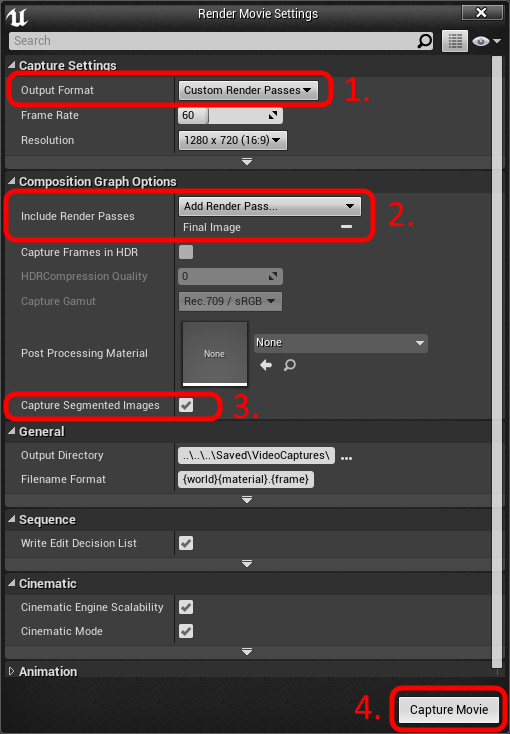 Render Movie Settings
Search
Capture Settings
Output Format Custom Render Passes 1.
Frame Rate 60
Resolution 1280 x 720 (16:9)
Composition Graph Options
Include Render Passes Add Render Pass... 2.
Final Image
Capture Frames in HDR
HDRCompression Quality 0
Capture Gamut Rec.709 / sRGB
Post Processing Material None None
Capture Segmented Images 3.
General
Output Directory ..\..\..\Saved\VideoCaptures\ ...
Filename Format {world}{material}.{frame}
Sequence
Write Edit Decision List
Cinematic
Cinematic Engine Scalability
Cinematic Mode
Animation
4. Capture Movie